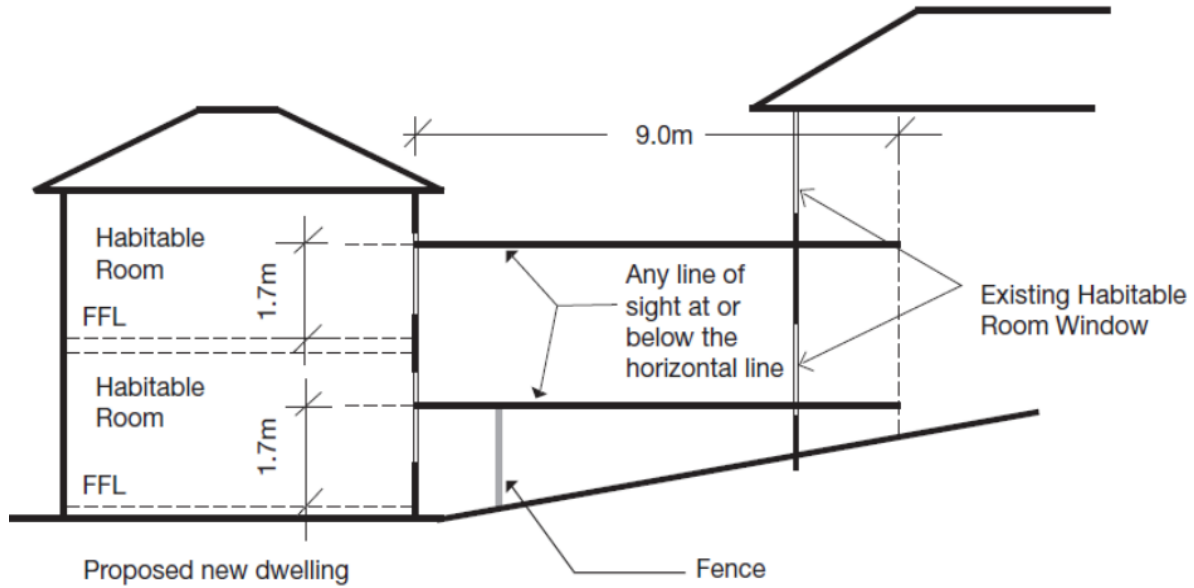 9.0m
Habitable
Room
1.7m
FFL
Any line of
sight at or
below the
horizontal line
Existing Habitable
Room Window
Habitable
Room
1.7m
FFL
Proposed new dwelling
Fence